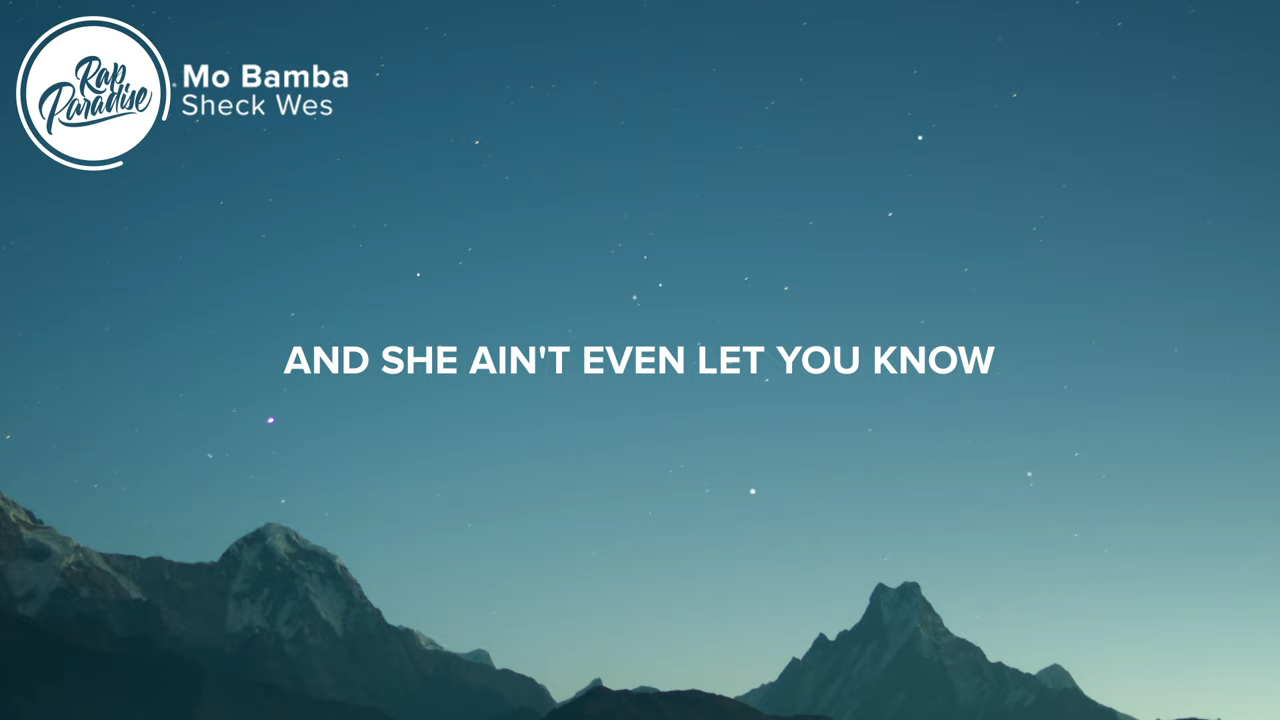 Rap
Paradise
Mo Bamba
Sheck Wes
AND SHE AIN'T EVEN LET YOU KNOW